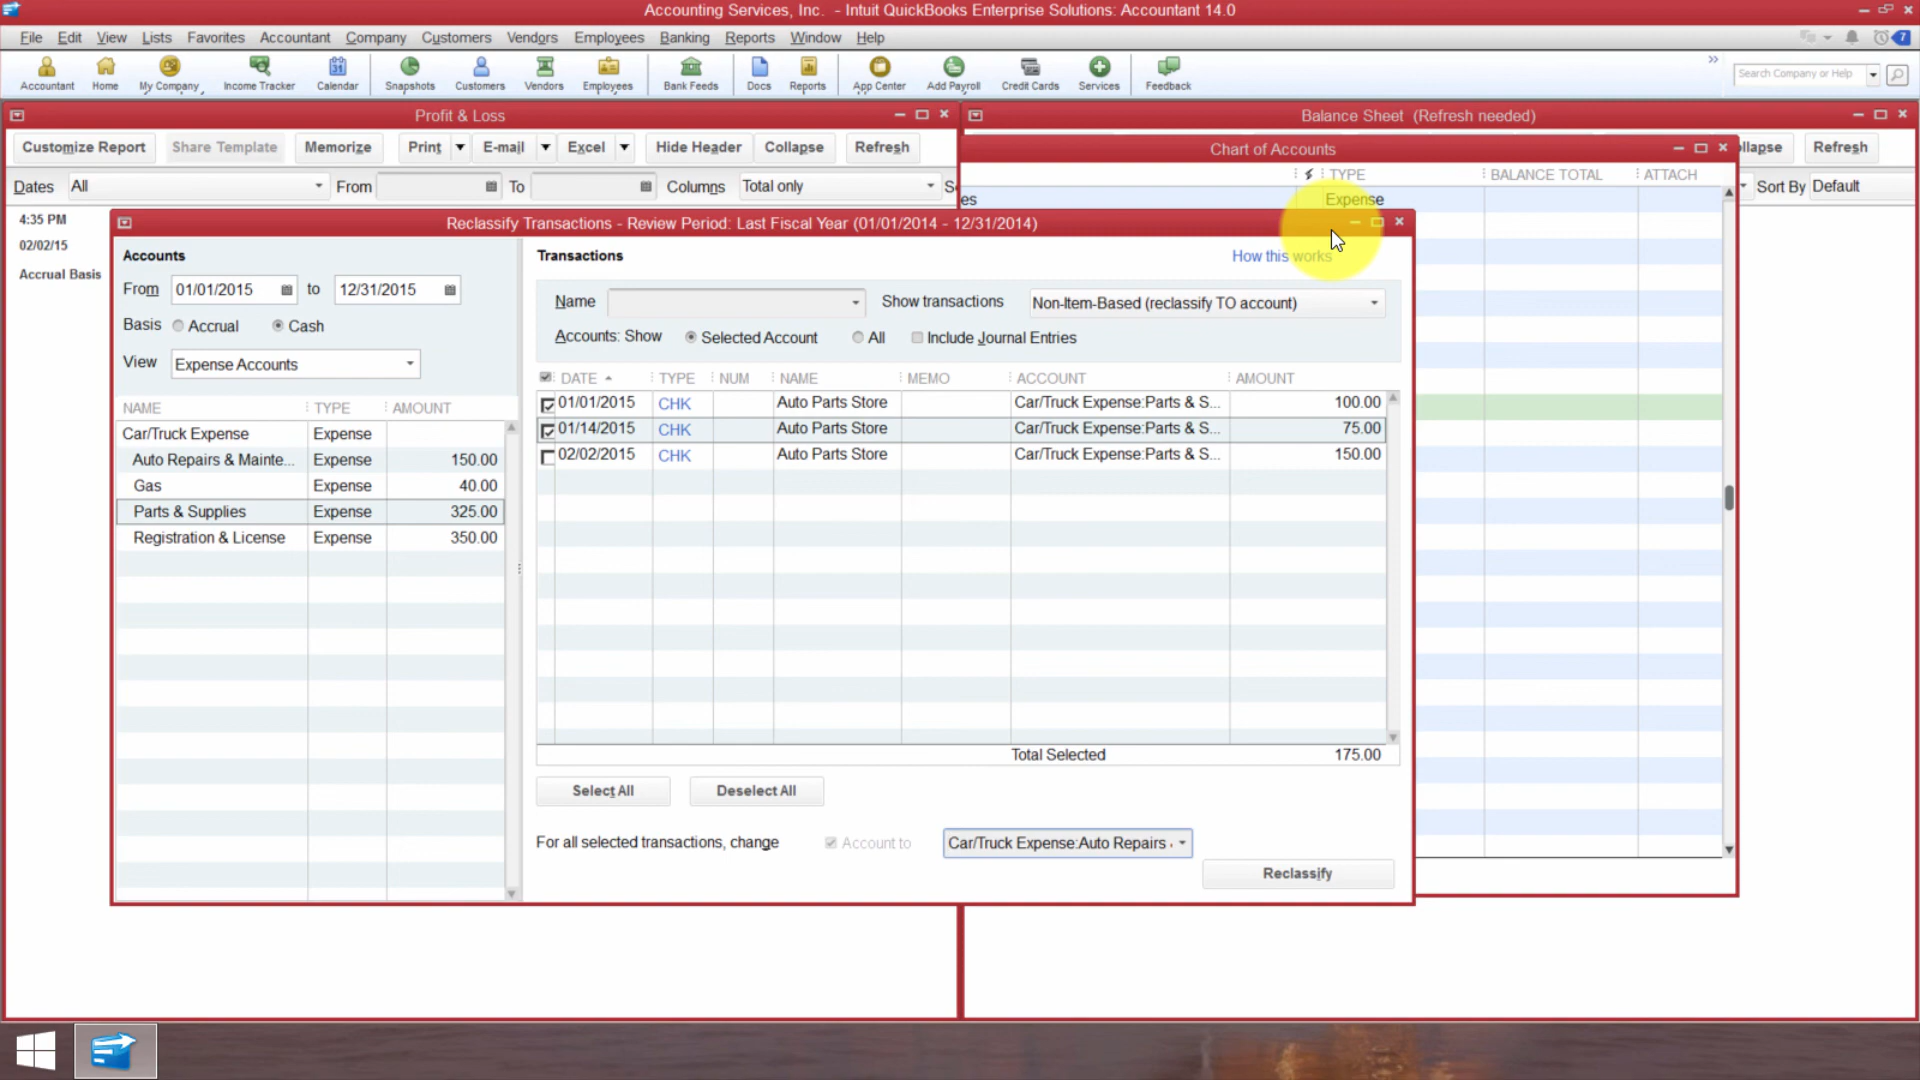 Accounting Services, Inc. - Intuit QuickBooks Enterprise Solutions: Accountant 14.0
File Edit View Lists Favorites Accountant Company Customers Vendors Employees Banking Reports Window Help
7
31
Accountant Home My Company Income Tracker Calendar Snapshots Customers Vendors Employees Bank Feeds Docs Reports App Center Add Payroll Credit Cards Services Feedback
»
Search Company or Help
Profit & Loss
Customize Report Share Template Memorize Print E-mail Excel Hide Header Collapse Refresh
Dates All From To Columns Total only
4:35 PM
02/02/15
Accrual Basis
Balance Sheet (Refresh needed)
Refresh
Sort By Default
Chart of Accounts
TYPE BALANCE TOTAL ATTACH
Expense
Reclassify Transactions - Review Period: Last Fiscal Year (01/01/2014 - 12/31/2014)
Accounts
From 01/01/2015 to 12/31/2015
Basis Accrual Cash
View Expense Accounts
NAME TYPE AMOUNT
Car/Truck Expense Expense
Auto Repairs & Mainte... Expense 150.00
Gas Expense 40.00
Parts & Supplies Expense 325.00
Registration & License Expense 350.00
Transactions
How this works
Name Show transactions Non-Item-Based (reclassify TO account)
Accounts: Show Selected Account All Include Journal Entries
DATE TYPE NUM NAME MEMO ACCOUNT AMOUNT
01/01/2015 CHK Auto Parts Store Car/Truck Expense:Parts & S... 100.00
01/14/2015 CHK Auto Parts Store Car/Truck Expense:Parts & S... 75.00
02/02/2015 CHK Auto Parts Store Car/Truck Expense:Parts & S... 150.00
Total Selected 175.00
Select All Deselect All
For all selected transactions, change Account to Car/Truck Expense:Auto Repairs
Reclassify